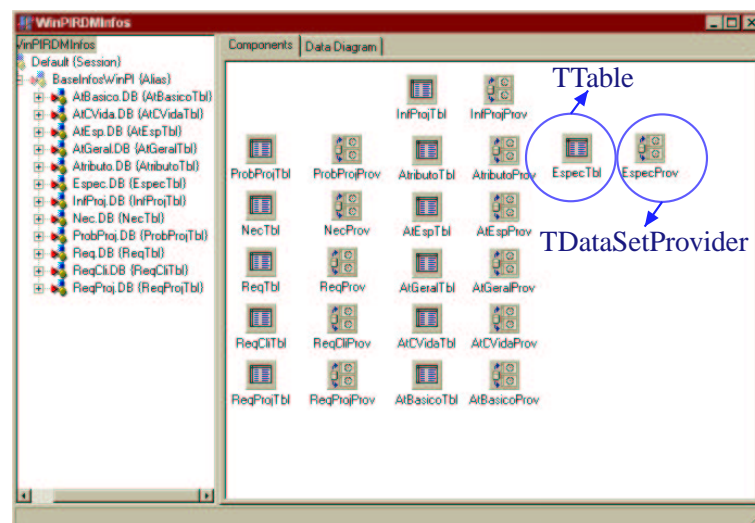 WinPIRDMInfos
WinPIRDMInfos
Default {Session}
BaseInfosWinPI {Alias}
AtBasico.DB {AtBasicoTbl}
AtCVida.DB {AtCVidaTbl}
AtEsp.DB {AtEspTbl}
AtGeral.DB {AtGeralTbl}
Atributo.DB {AtributoTbl}
Espec.DB {EspecTbl}
InfProj.DB {InfProjTbl}
Nec.DB {NecTbl}
ProbProj.DB {ProbProjTbl}
Req.DB {ReqTbl}
ReqCli.DB {ReqCliTbl}
ReqProj.DB {ReqProjTbl}
Components Data Diagram
TTable
InfProjTbl InfProjProv
ProbProjTbl ProbProjProv AtributoTbl AtributoProv EspecTbl EspecProv
NecTbl NecProv AtEspTbl AtEspProv
TDataSetProvider
ReqTbl ReqProv AtGeralTbl AtGeralProv
ReqCliTbl ReqCliProv AtCVidaTbl AtCVidaProv
ReqProjTbl ReqProjProv AtBasicoTbl AtBasicoProv